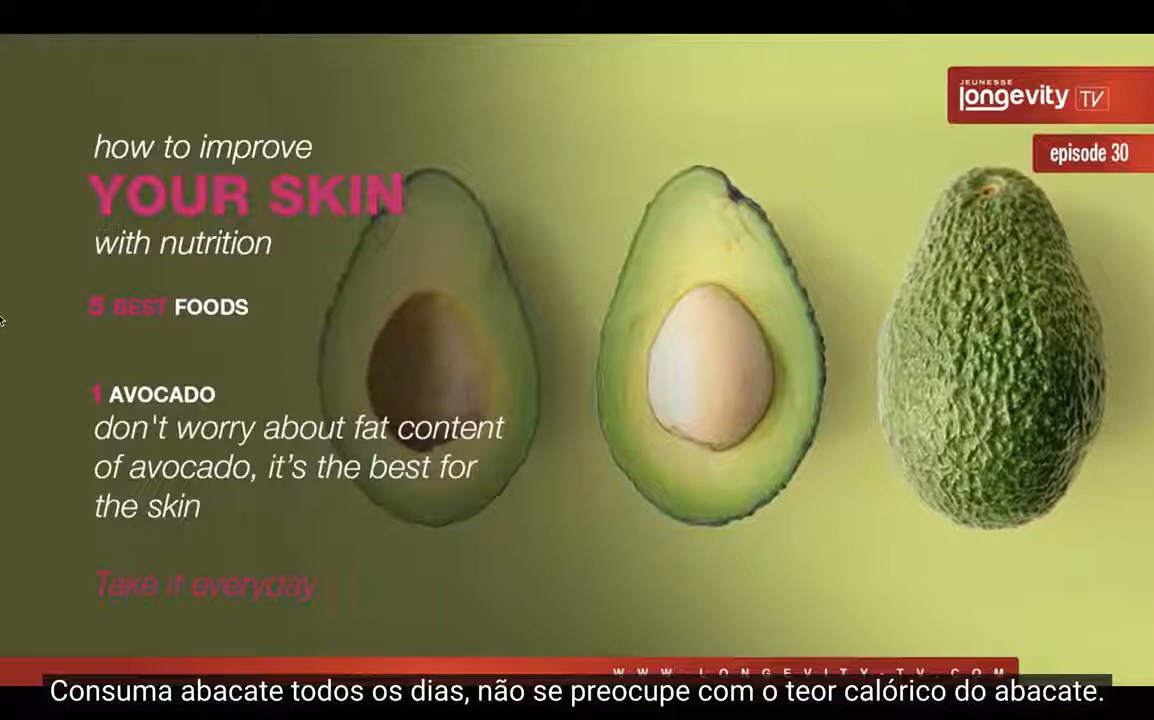 JEUNESSE
longevity TV
episode 30
how to improve
YOUR SKIN
with nutrition
5 BEST FOODS
1 AVOCADO
don't worry about fat content
of avocado, it's the best for
the skin
Take it everyday
WWW.LONGEVITY-TV.COM
Consuma abacate todos os dias, não se preocupe com o teor calórico do abacate.